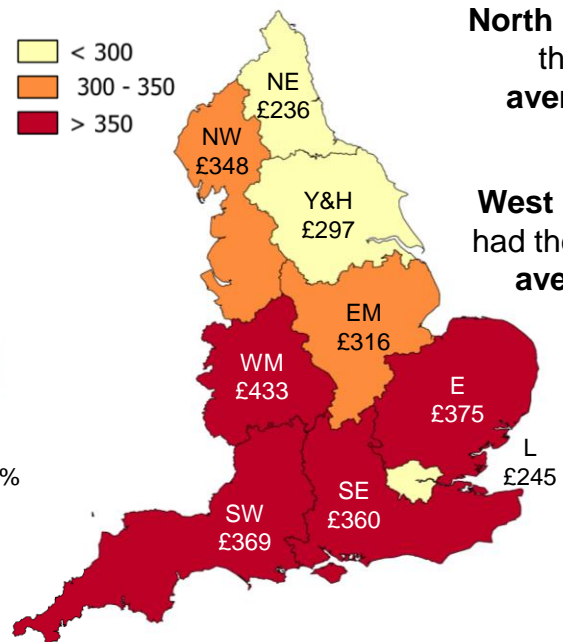 North
< 300
th
300 - 350
aver
> 350
NE
£236
NW
£348
Y&H
£297
West
had the
ave
EM
£316
WM
£433
E
£375
%
L
£245
SW
£369
SE
£360